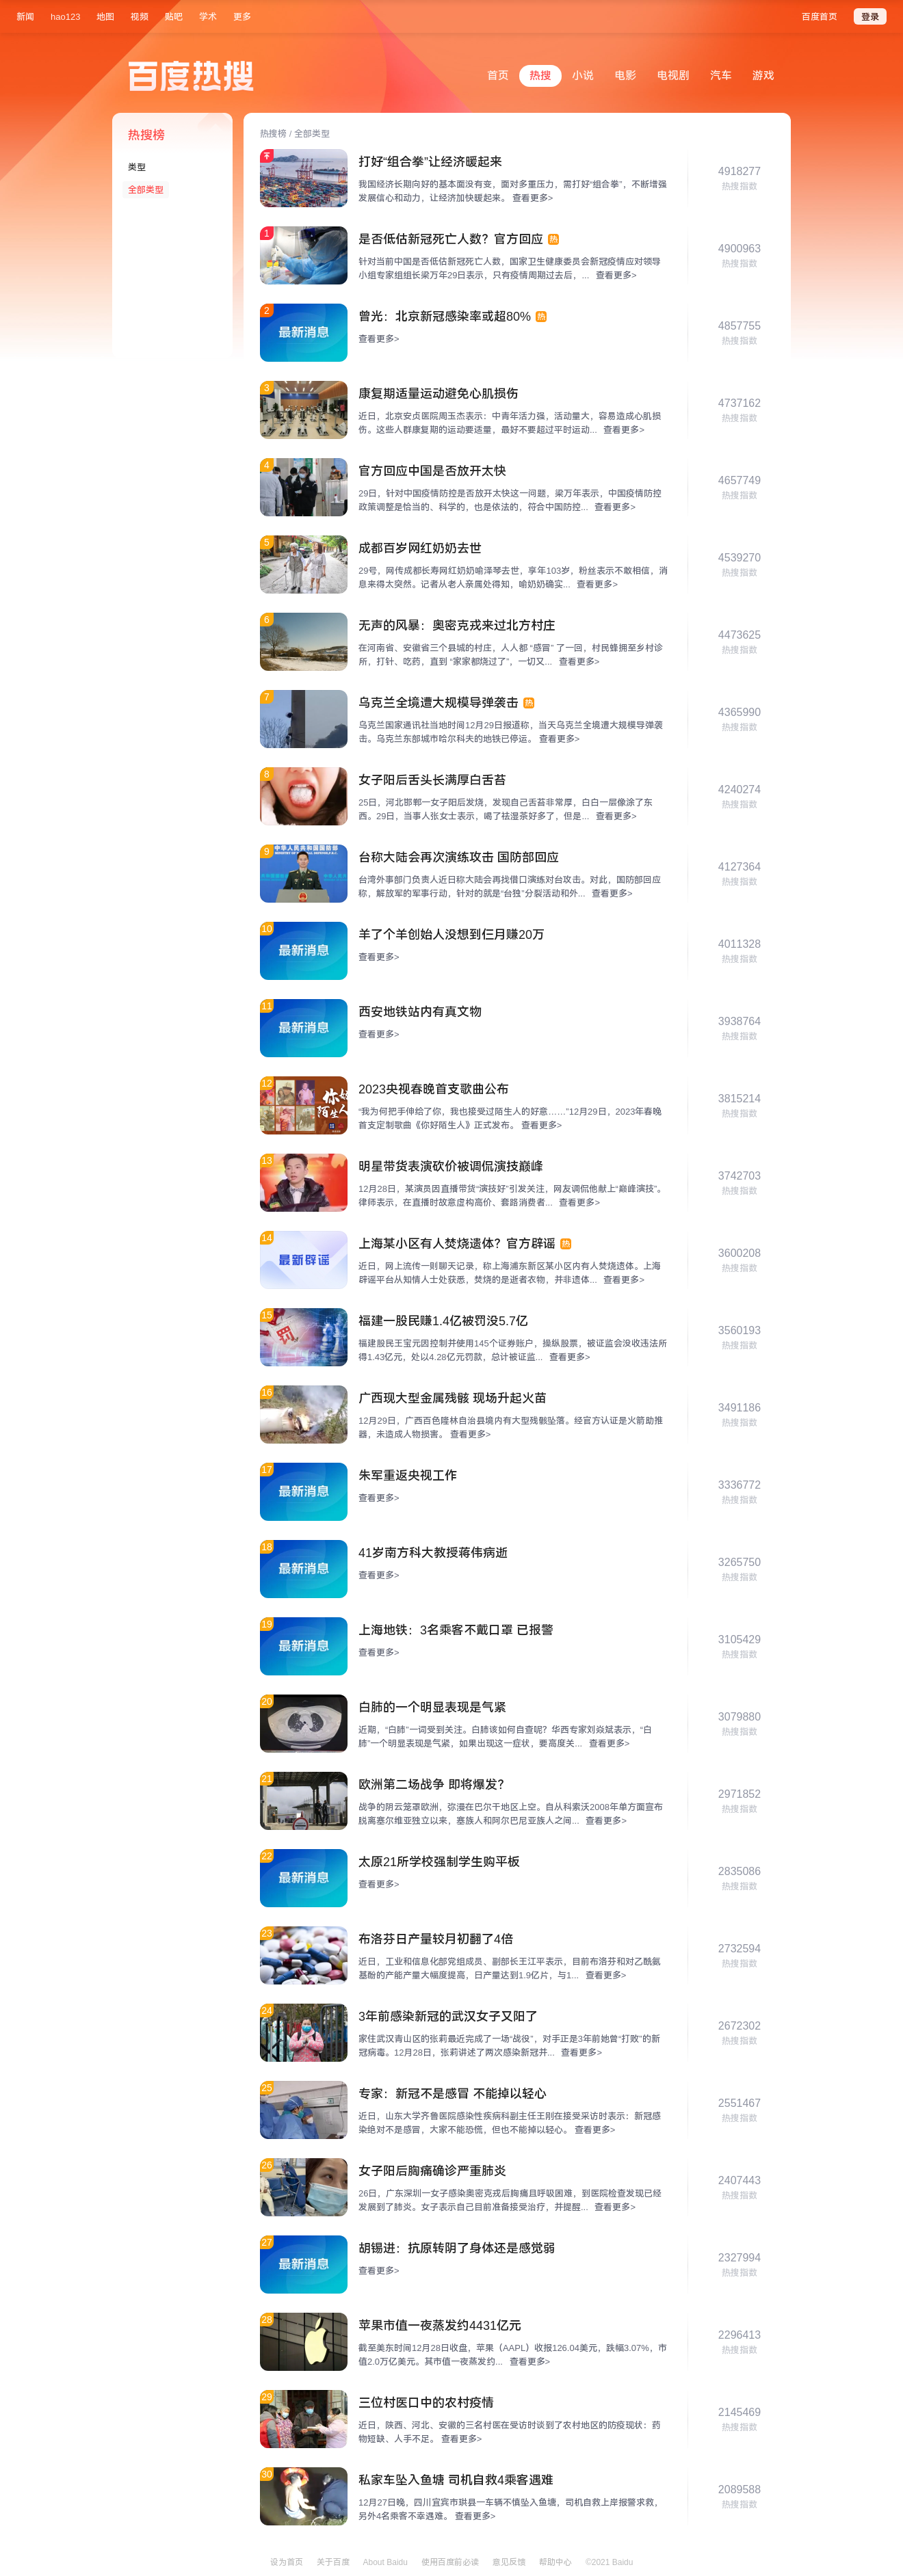 新闻 hao123 地图 视频 贴吧 学术 更多 百度首页 登录
百度热搜
首页 热搜 小说 电影 电视剧 汽车 游戏
热搜榜
类型
全部类型
热搜榜 / 全部类型
打好“组合拳”让经济暖起来
我国经济长期向好的基本面没有变，面对多重压力，需打好“组合拳”，不断增强
发展信心和动力，让经济加快暖起来。 查看更多>
4918277
热搜指数
1
是否低估新冠死亡人数？官方回应 热
针对当前中国是否低估新冠死亡人数，国家卫生健康委员会新冠疫情应对领导
小组专家组组长梁万年29日表示，只有疫情周期过去后，... 查看更多>
4900963
热搜指数
2
最新消息
曾光：北京新冠感染率或超80% 热
查看更多>
4857755
热搜指数
3
康复期适量运动避免心肌损伤
近日，北京安贞医院周玉杰表示：中青年活力强，活动量大，容易造成心肌损
伤。这些人群康复期的运动要适量，最好不要超过平时运动... 查看更多>
4737162
热搜指数
4
官方回应中国是否放开太快
29日，针对中国疫情防控是否放开太快这一问题，梁万年表示，中国疫情防控
政策调整是恰当的、科学的，也是依法的，符合中国防控... 查看更多>
4657749
热搜指数
5
成都百岁网红奶奶去世
29号，网传成都长寿网红奶奶喻泽琴去世，享年103岁，粉丝表示不敢相信，消
息来得太突然。记者从老人亲属处得知，喻奶奶确实... 查看更多>
4539270
热搜指数
6
无声的风暴：奥密克戎来过北方村庄
在河南省、安徽省三个县城的村庄，人人都 “感冒” 了一回，村民蜂拥至乡村诊
所，打针、吃药，直到 “家家都烧过了”，一切又... 查看更多>
4473625
热搜指数
7
乌克兰全境遭大规模导弹袭击 热
乌克兰国家通讯社当地时间12月29日报道称，当天乌克兰全境遭大规模导弹袭
击。乌克兰东部城市哈尔科夫的地铁已停运。 查看更多>
4365990
热搜指数
8
女子阳后舌头长满厚白舌苔
25日，河北邯郸一女子阳后发烧，发现自己舌苔非常厚，白白一层像涂了东
西。29日，当事人张女士表示，喝了祛湿茶好多了，但是... 查看更多>
4240274
热搜指数
9
台称大陆会再次演练攻击 国防部回应
台湾外事部门负责人近日称大陆会再找借口演练对台攻击。对此，国防部回应
称，解放军的军事行动，针对的就是“台独”分裂活动和外... 查看更多>
4127364
热搜指数
10
最新消息
羊了个羊创始人没想到仨月赚20万
查看更多>
4011328
热搜指数
11
最新消息
西安地铁站内有真文物
查看更多>
3938764
热搜指数
12
2023央视春晚首支歌曲公布
“我为何把手伸给了你，我也接受过陌生人的好意……”12月29日，2023年春晚
首支定制歌曲《你好陌生人》正式发布。 查看更多>
3815214
热搜指数
13
明星带货表演砍价被调侃演技巅峰
12月28日，某演员因直播带货“演技好”引发关注，网友调侃他献上“巅峰演技”。
律师表示，在直播时故意虚构高价、套路消费者... 查看更多>
3742703
热搜指数
14
最新辟谣
上海某小区有人焚烧遗体？官方辟谣 热
近日，网上流传一则聊天记录，称上海浦东新区某小区内有人焚烧遗体。上海
辟谣平台从知情人士处获悉，焚烧的是逝者衣物，并非遗体... 查看更多>
3600208
热搜指数
15
福建一股民赚1.4亿被罚没5.7亿
福建股民王宝元因控制并使用145个证券账户，操纵股票，被证监会没收违法所
得1.43亿元，处以4.28亿元罚款，总计被证监... 查看更多>
3560193
热搜指数
16
广西现大型金属残骸 现场升起火苗
12月29日，广西百色隆林自治县境内有大型残骸坠落。经官方认证是火箭助推
器，未造成人物损害。 查看更多>
3491186
热搜指数
17
最新消息
朱军重返央视工作
查看更多>
3336772
热搜指数
18
最新消息
41岁南方科大教授蒋伟病逝
查看更多>
3265750
热搜指数
19
最新消息
上海地铁：3名乘客不戴口罩 已报警
查看更多>
3105429
热搜指数
20
白肺的一个明显表现是气紧
近期，“白肺”一词受到关注。白肺该如何自查呢？华西专家刘焱斌表示，“白
肺”一个明显表现是气紧，如果出现这一症状，要高度关... 查看更多>
3079880
热搜指数
21
欧洲第二场战争 即将爆发？
战争的阴云笼罩欧洲，弥漫在巴尔干地区上空。自从科索沃2008年单方面宣布
脱离塞尔维亚独立以来，塞族人和阿尔巴尼亚族人之间... 查看更多>
2971852
热搜指数
22
最新消息
太原21所学校强制学生购平板
查看更多>
2835086
热搜指数
23
布洛芬日产量较月初翻了4倍
近日，工业和信息化部党组成员、副部长王江平表示，目前布洛芬和对乙酰氨
基酚的产能产量大幅度提高，日产量达到1.9亿片，与1... 查看更多>
2732594
热搜指数
24
3年前感染新冠的武汉女子又阳了
家住武汉青山区的张莉最近完成了一场“战役”，对手正是3年前她曾“打败”的新
冠病毒。12月28日，张莉讲述了两次感染新冠并... 查看更多>
2672302
热搜指数
25
专家：新冠不是感冒 不能掉以轻心
近日，山东大学齐鲁医院感染性疾病科副主任王刚在接受采访时表示：新冠感
染绝对不是感冒，大家不能恐慌，但也不能掉以轻心。 查看更多>
2551467
热搜指数
26
女子阳后胸痛确诊严重肺炎
26日，广东深圳一女子感染奥密克戎后胸痛且呼吸困难，到医院检查发现已经
发展到了肺炎。女子表示自己目前准备接受治疗，并提醒... 查看更多>
2407443
热搜指数
27
最新消息
胡锡进：抗原转阴了身体还是感觉弱
查看更多>
2327994
热搜指数
28
苹果市值一夜蒸发约4431亿元
截至美东时间12月28日收盘，苹果（AAPL）收报126.04美元，跌幅3.07%，市
值2.0万亿美元。其市值一夜蒸发约... 查看更多>
2296413
热搜指数
29
三位村医口中的农村疫情
近日，陕西、河北、安徽的三名村医在受访时谈到了农村地区的防疫现状：药
物短缺、人手不足。 查看更多>
2145469
热搜指数
30
私家车坠入鱼塘 司机自救4乘客遇难
12月27日晚，四川宜宾市珙县一车辆不慎坠入鱼塘，司机自救上岸报警求救，
另外4名乘客不幸遇难。 查看更多>
2089588
热搜指数
设为首页 关于百度 About Baidu 使用百度前必读 意见反馈 帮助中心 ©2021 Baidu